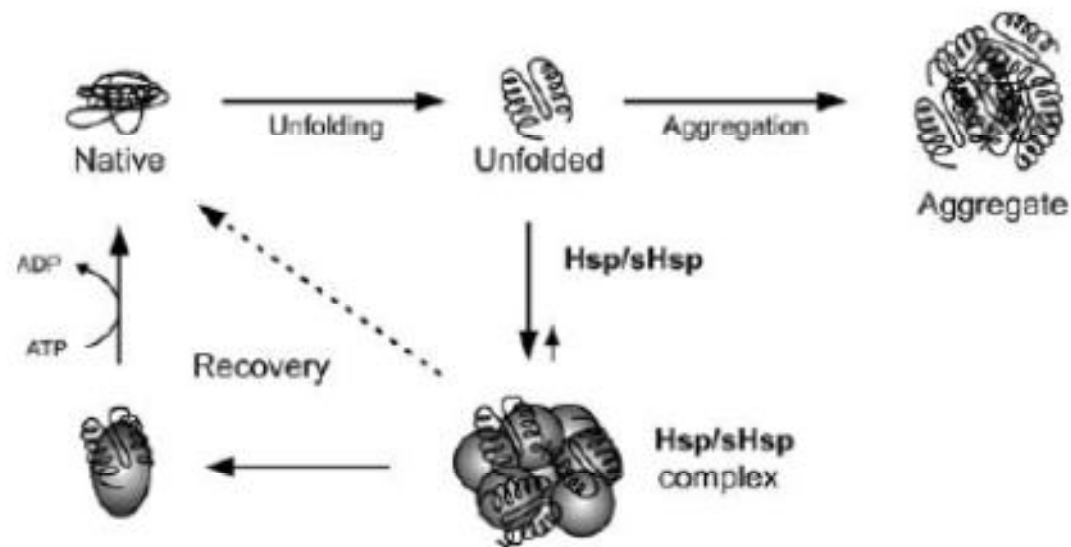 Unfolding
Aggregation
Native
Unfolded
Aggregate
Hsp/sHsp
ADP
ATP
Recovery
Hsp/sHsp
complex